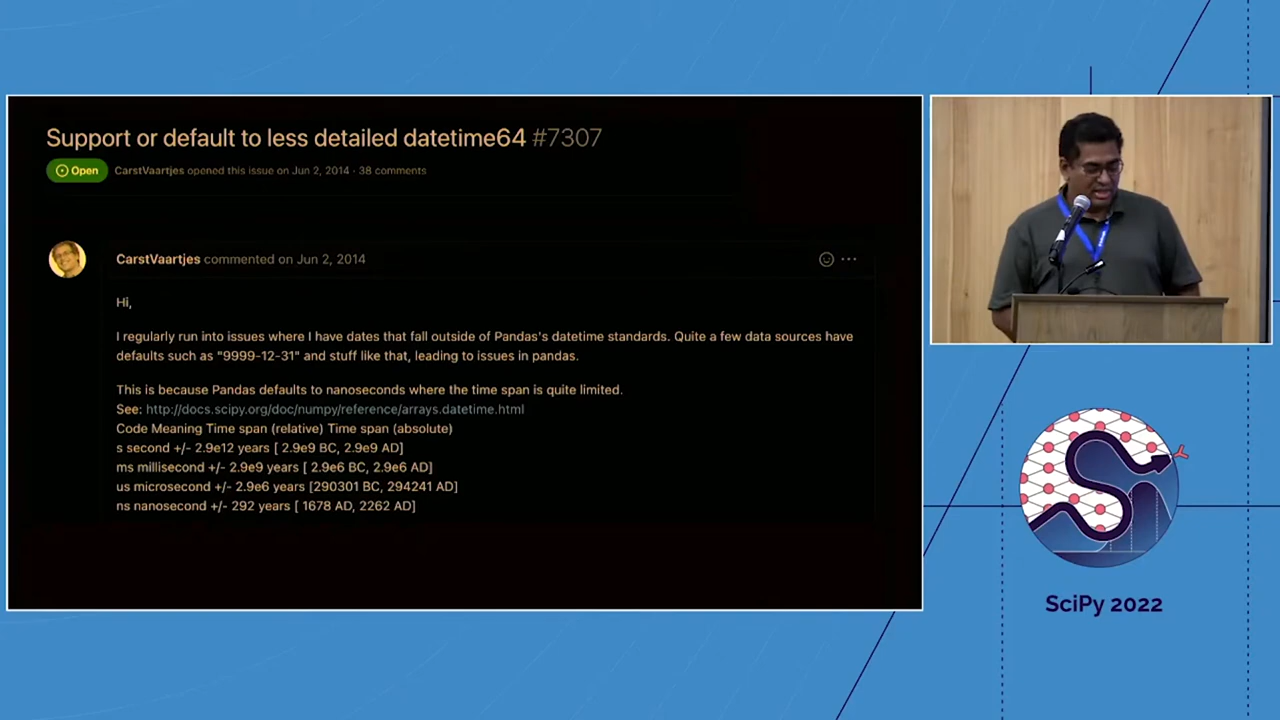 Support or default to less detailed datetime64 #7307
Open
CarstVaartjes opened this issue on Jun 2, 2014 · 38 comments
CarstVaartjes commented on Jun 2, 2014
Hi,
I regularly run into issues where I have dates that fall outside of Pandas's datetime standards. Quite a few data sources have
defaults such as "9999-12-31" and stuff like that, leading to issues in pandas.
This is because Pandas defaults to nanoseconds where the time span is quite limited.
See: http://docs.scipy.org/doc/numpy/reference/arrays.datetime.html
Code Meaning Time span (relative) Time span (absolute)
s second +/- 2.9e12 years [ 2.9e9 BC, 2.9e9 AD]
ms millisecond +/- 2.9e9 years [ 2.9e6 BC, 2.9e6 AD]
us microsecond +/- 2.9e6 years [290301 BC, 294241 AD]
ns nanosecond +/- 292 years [ 1678 AD, 2262 AD]
SciPy 2022